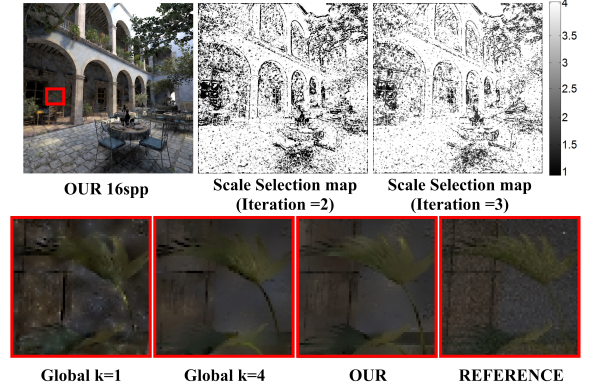 4
3.5
3
2.5
2
1.5
1
OUR 16spp
Scale Selection map
(Iteration =2)
Scale Selection map
(Iteration =3)
Global k=1
Global k=4
OUR
REFERENCE